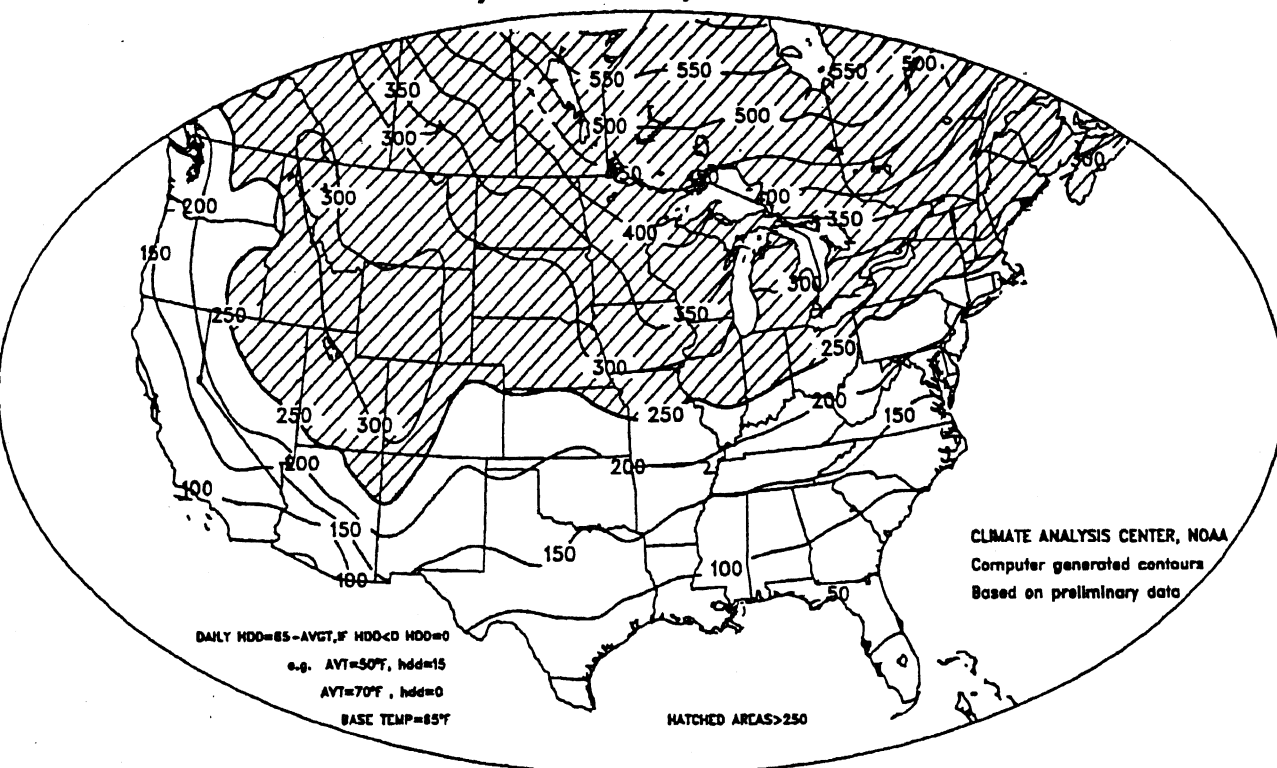 550 550 550 500
350
500 500
300
300
300 400
200 350
400
150
300
350
250
250
300
250 250 200 150
300
200 200
100
150
150
100
100
50
CLIMATE ANALYSIS CENTER, NOAA
Computer generated contours
Based on preliminary data
DAILY HDD=65-AVGT,IF HDD<0 HDD=0
e.g. AVT=50°F, hdd=15
AVT=70°F , hdd=0
BASE TEMP=65°F
HATCHED AREAS>250